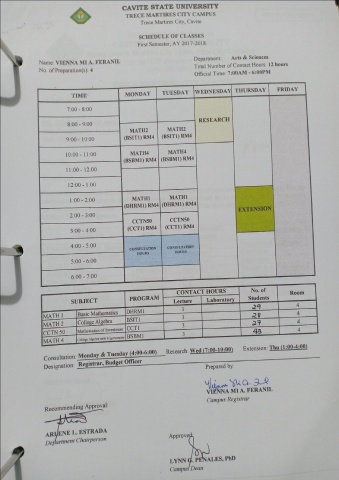 CAVITE STATE UNIVERSITY
TRECE MARTIRES CITY CAMPUS
Trece Martires City, Cavite
SCHEDULE OF CLASSES
First Semester, AY 2017-2018
Name: VIENNA MI A. FERANIL
No. of Preparation(s): 4
Department: Arts & Sciences
Total Number of Contact Hours: 12 hours
Official Time: 7:00AM - 6:00PM
TIME MONDAY TUESDAY WEDNESDAY THURSDAY FRIDAY
7:00 - 8:00
8:00 - 9:00
9:00 - 10:00
MATH2 (BSIT1) RM4
MATH2 (BSIT1) RM4
RESEARCH
10:00 - 11:00
11:00 - 12:00
MATH4 (BSBM1) RM4
MATH4 (BSBM1) RM4
12:00 - 1:00
1:00 - 2:00
2:00 - 3:00
MATH1 (DHRM1) RM4
MATH1 (DHRM1) RM4
EXTENSION
3:00 - 4:00
CCTN50 (CCT1) RM4
CCTN50 (CCT1) RM4
4:00 - 5:00
5:00 - 6:00
CONSULTATION HOURS
CONSULTATION HOURS
6:00 - 7:00
SUBJECT PROGRAM CONTACT HOURS No. of Students Room
Lecture Laboratory
MATH 1 Basic Mathematics DHRM1 3 29 4
MATH 2 College Algebra BSIT1 3 28 4
CCTN 50 Mathematics of Investment CCT1 3 27 4
MATH 4 BSBM1 3 43 4
Consultation: Monday & Tuesday (4:00-6:00) Research: Wed (7:00-10:00) Extension: Thu (1:00-4:00)
Designation: Registrar, Budget Officer
Prepared by
VIENNA MI A. FERANIL
Campus Registrar
Recommending Approval:
ARLENE L. ESTRADA
Department Chairperson
Approved
LYNN G. PENALES, PhD
Campus Dean